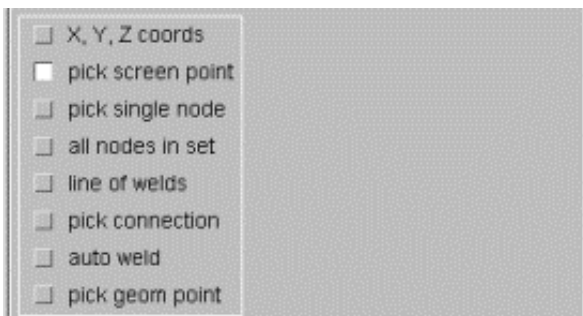 X, Y, Z coords
pick screen point
pick single node
all nodes in set
line of welds
pick connection
auto weld
pick geom point